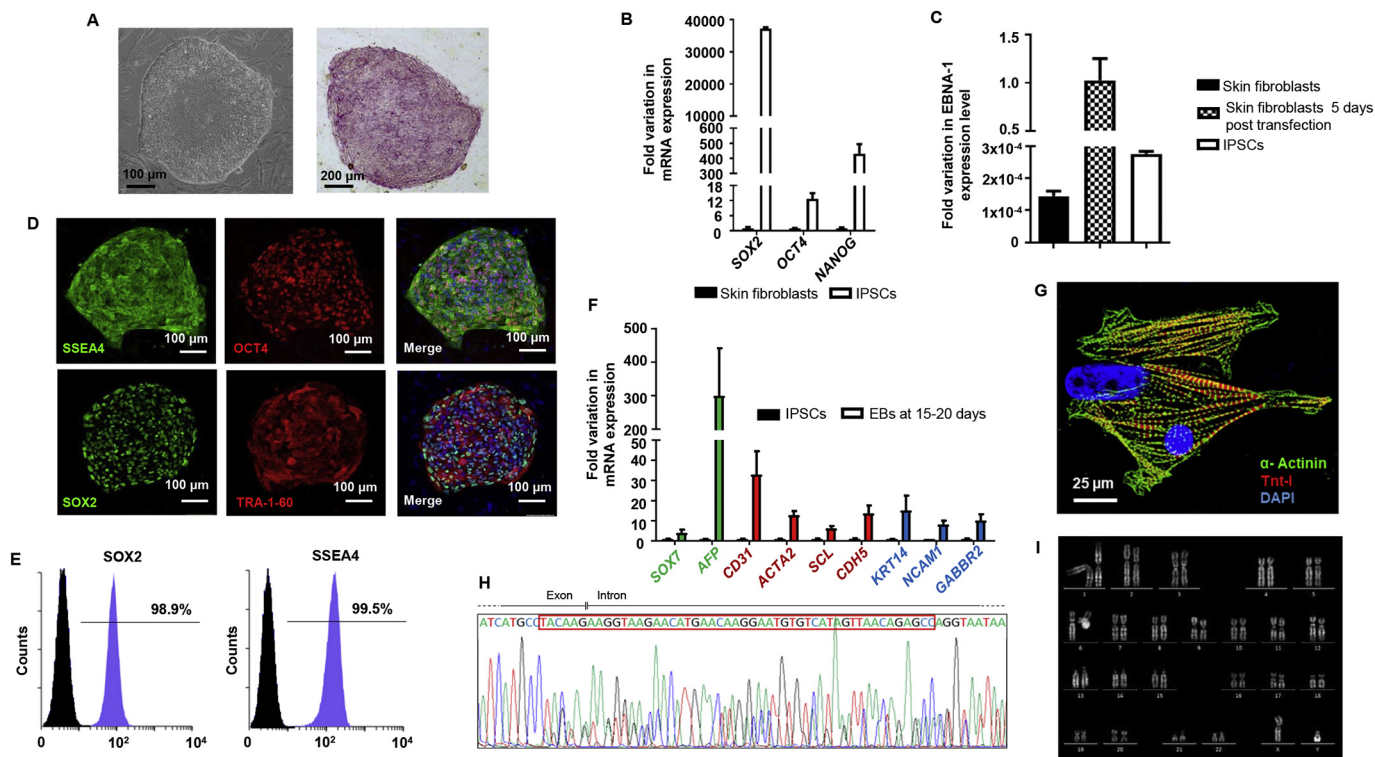 A
100 µm
200 µm
B
Fold variation in
mRNA expression
40000
30000
20000
10000
600
500
400
300
18
12
6
0
SOX2
OCT4
NANOG
Skin fibroblasts
IPSCs
C
Fold variation in EBNA-1
expression level
1.5
1.0
0.5
3x10-4
2x10-4
1x10-4
0
Skin fibroblasts
Skin fibroblasts 5 days
post transfection
IPSCs
D
SSEA4
100 µm
OCT4
100 µm
Merge
100 µm
SOX2
100 µm
TRA-1-60
100 µm
Merge
100 µm
E
SOX2
98.9%
Counts
0
10²
10⁴
SSEA4
99.5%
Counts
0
10²
10⁴
F
Fold variation in
mRNA expression
500
400
300
200
50
40
30
20
10
0
IPSCs
EBs at 15-20 days
SOX7
AFP
CD31
ACTA2
SCL
CDH5
KRT14
NCAM1
GABBR2
G
25 µm
α- Actinin
Tnt-I
DAPI
H
Exon
Intron
ATCATGCCTACAAGAAGGTAAGAACATGAACAAGGAATGTGTCATAGTTAACAGAGCCAGGTAATAA
I
1 2 3 4 5
6 7 8 9 10 11 12
13 14 15 16 17 18
19 20 21 22 X Y